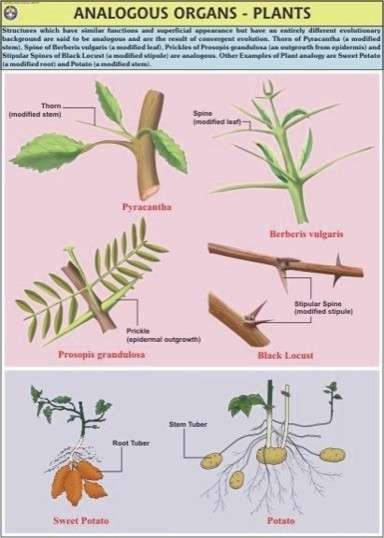 ANALOGOUS ORGANS - PLANTS
Structures which have similar functions and superficial appearance but have an entirely different evolutionary
background are said to be analogous and are the result of convergent evolution. Thorn of Pyracantha (a modified
stem). Spine of Berberis vulgaris (a modified leaf), Prickles of Prosopis grandulosa (an outgrowth from epidermis) and
Stipular Spines of Black Locust (a modified stipule) are analogous. Other Examples of Plant analogy are Sweet Potato
(a modified root) and Potato (a modified stem).
Thorn
(modified stem)
Pyracantha
Spine
(modified leaf)
Berberis vulgaris
Prickle
(epidermal outgrowth)
Prosopis grandulosa
Stipular Spine
(modified stipule)
Black Locust
Root Tuber
Sweet Potato
Stem Tuber
Potato